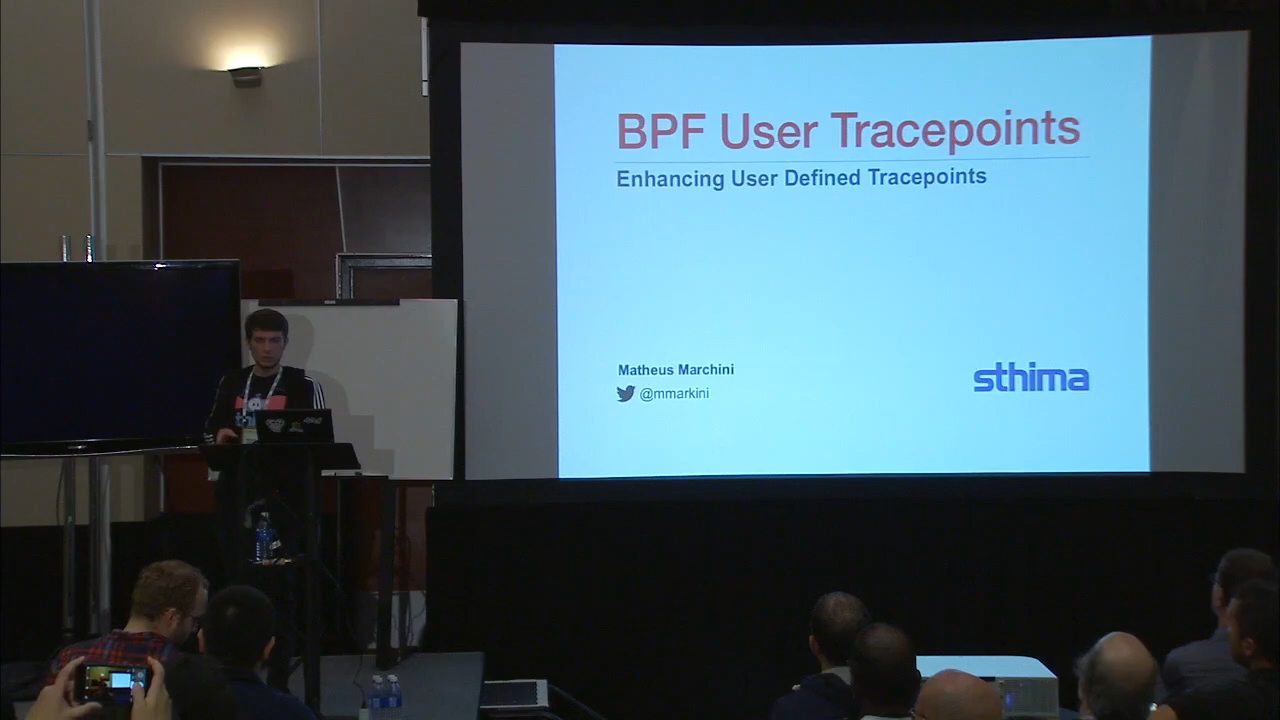 BPF User Tracepoints
Enhancing User Defined Tracepoints
Matheus Marchini
@mmarkini
sthima